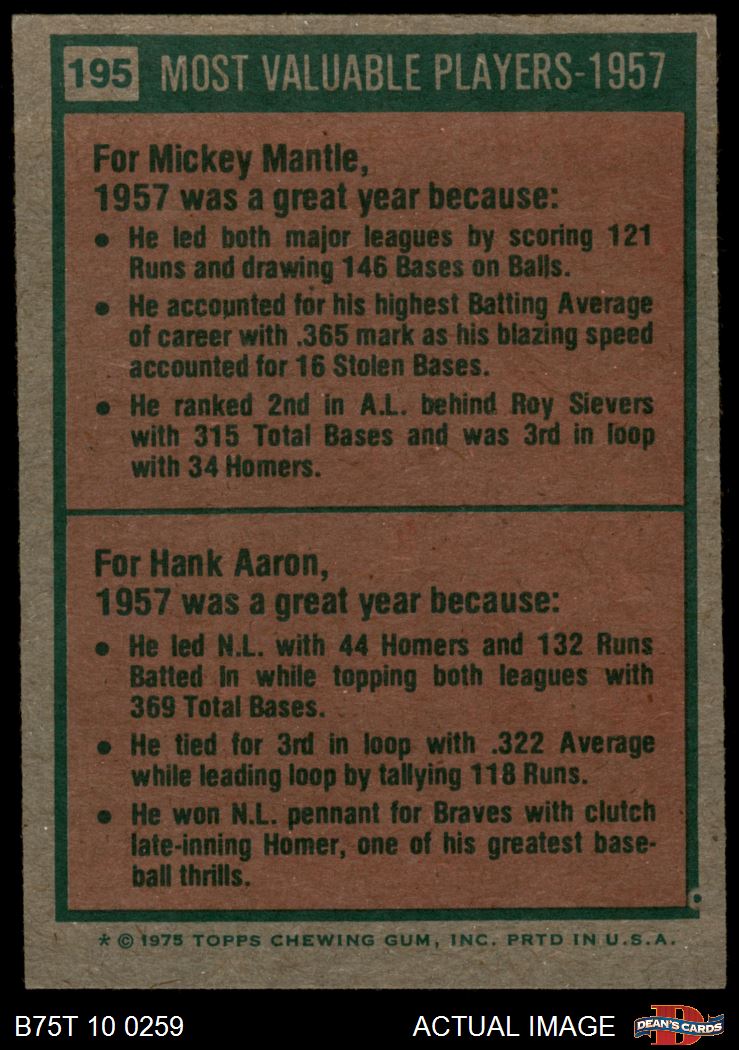 195 MOST VALUABLE PLAYERS-1957
For Mickey Mantle,
1957 was a great year because:
• He led both major leagues by scoring 121
Runs and drawing 146 Bases on Balls.
• He accounted for his highest Batting Average
of career with .365 mark as his blazing speed
accounted for 16 Stolen Bases.
• He ranked 2nd in A.L. behind Roy Sievers
with 315 Total Bases and was 3rd in loop
with 34 Homers.
For Hank Aaron,
1957 was a great year because:
• He led N.L. with 44 Homers and 132 Runs
Batted In while topping both leagues with
369 Total Bases.
• He tied for 3rd in loop with .322 Average
while leading loop by tallying 118 Runs.
• He won N.L. pennant for Braves with clutch
late-inning Homer, one of his greatest base-
ball thrills.
* © 1975 TOPPS CHEWING GUM, INC. PRTD IN U.S.A.
B75T 10 0259 ACTUAL IMAGE D DEAN'S CARDS